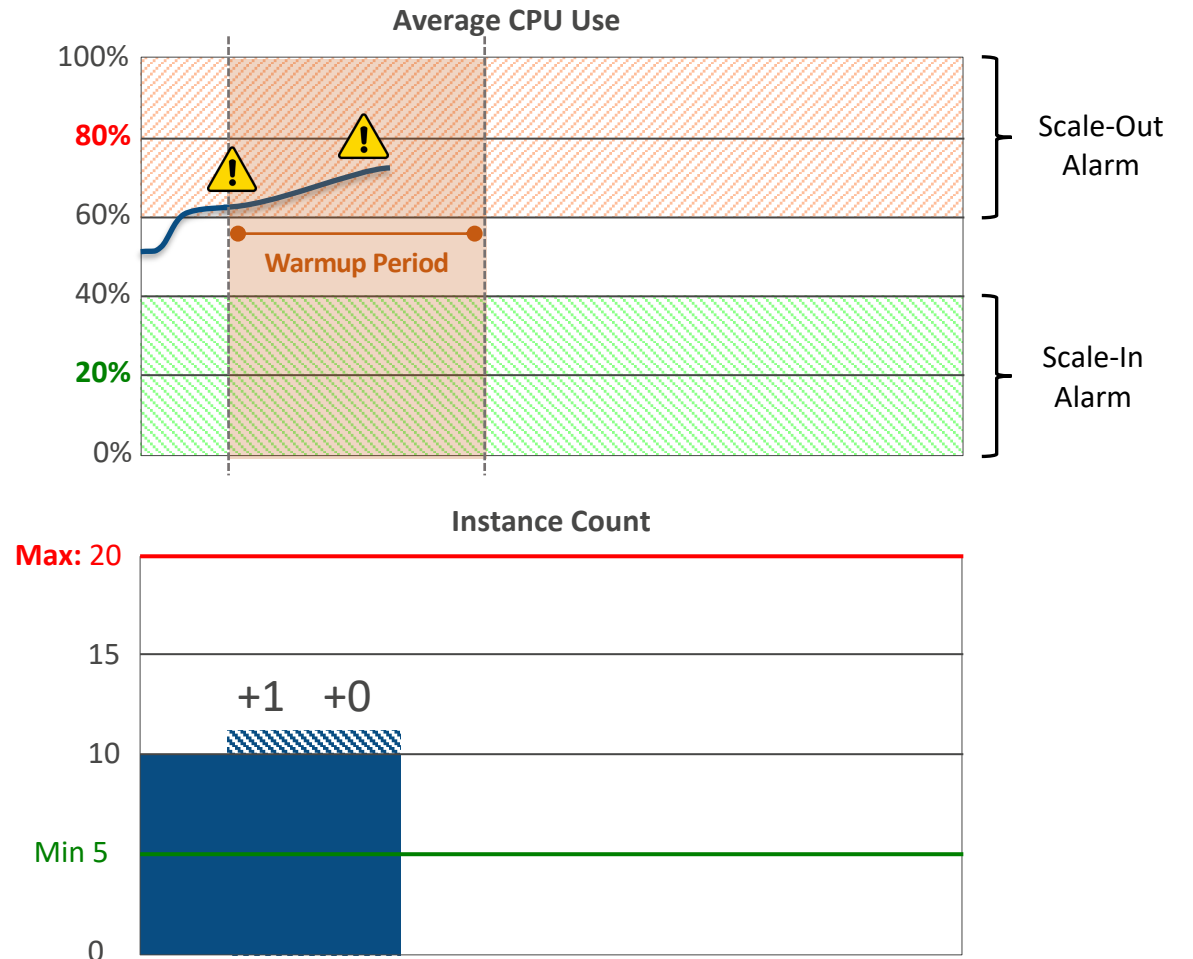 Average CPU Use
100%
80%
60%
40%
20%
0%
Warmup Period
Scale-Out
Alarm
Scale-In
Alarm
Instance Count
Max: 20
15
+1 +0
10
Min 5
0